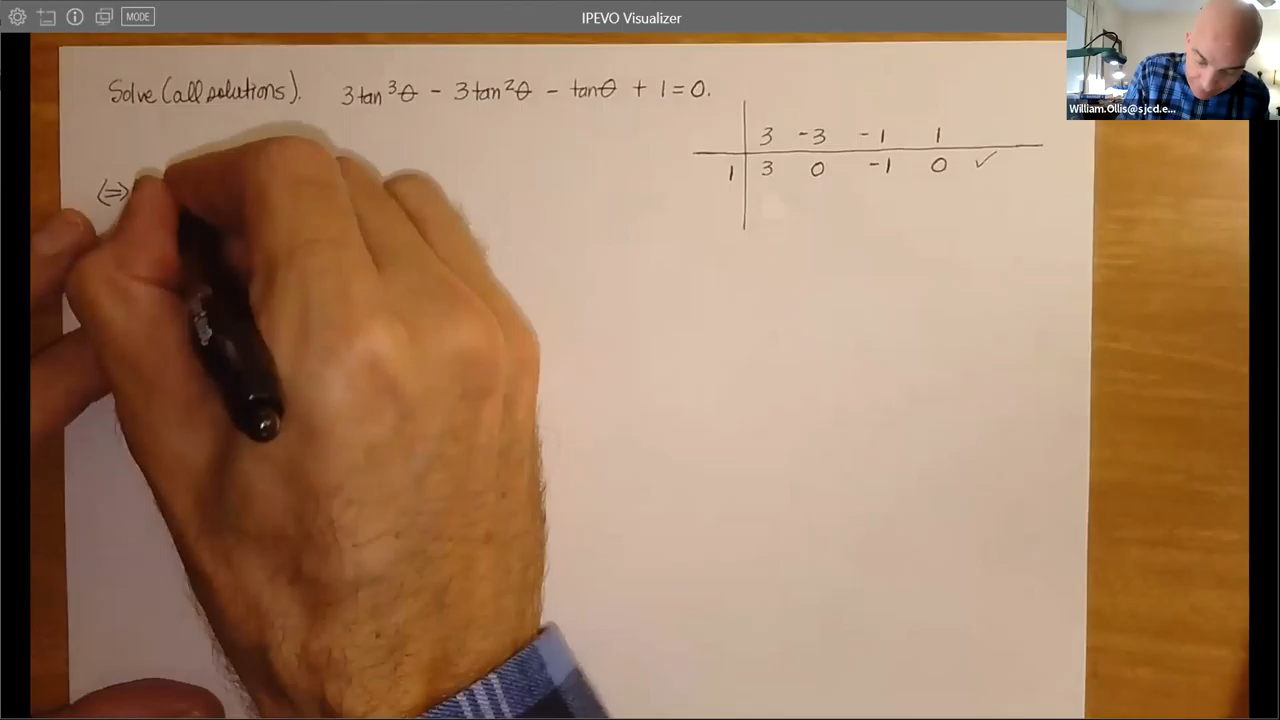 MODE
IPEVO Visualizer
William.Ollis@sjcd.e...
Solve (all solutions). 3tan³θ - 3tan²θ - tanθ + 1 = 0.
3 -3 -1 1
1 3 0 -1 0 ✓
(⇒)